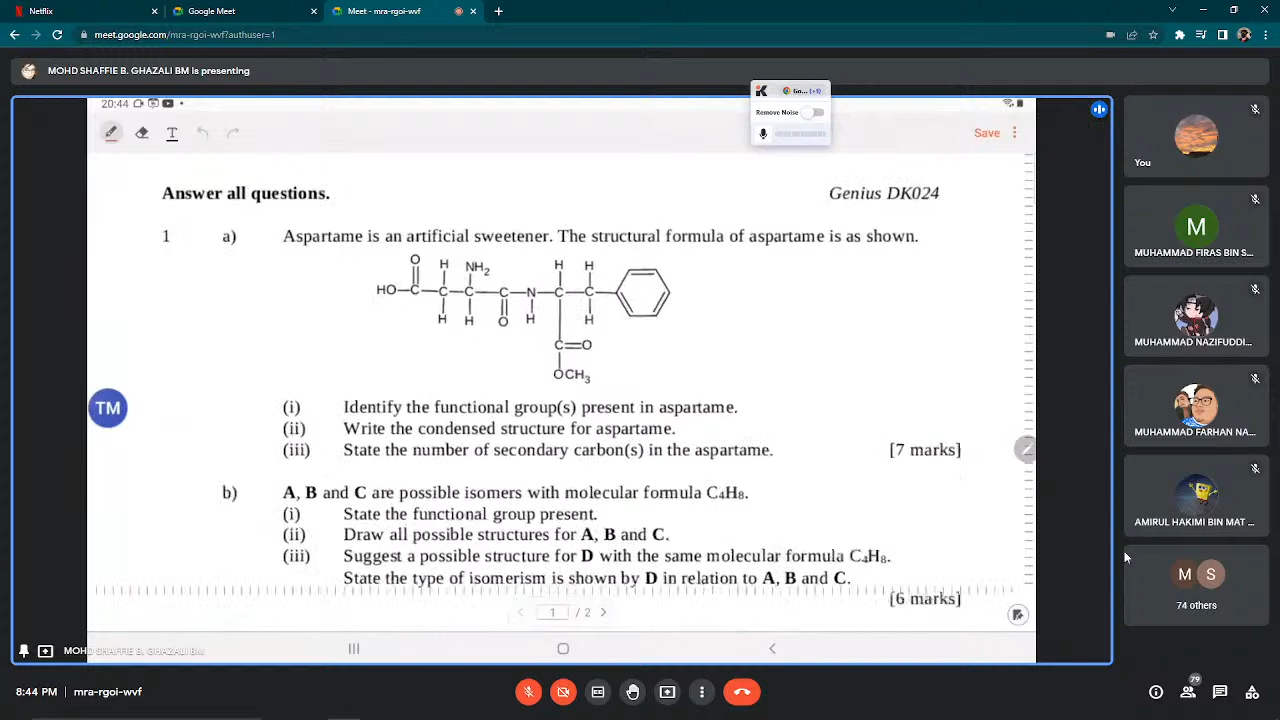 Netflix
Google Meet
Meet - mra-rgoi-wvf
meet.google.com/mra-rgoi-wvf?authuser=1
MOHD SHAFFIE B. GHAZALI BM is presenting
Go... (+1)
Remove Noise
20:44
T
Save
You
Answer all questions.
Genius DK024
1 a) Aspartame is an artificial sweetener. The structural formula of aspartame is as shown.
O H NH2 H H
HO—C—C—C—C—N—C—C
H H O H H
C=O
OCH3
M
MUHAMMAD FARIS BIN S...
MUHAMMAD NAJFUDDI...
TM
(i) Identify the functional group(s) present in aspartame.
(ii) Write the condensed structure for aspartame.
(iii) State the number of secondary carbon(s) in the aspartame. [7 marks]
b) A, B and C are possible isomers with molecular formula C4H8.
(i) State the functional group present.
(ii) Draw all possible structures for A, B and C.
(iii) Suggest a possible structure for D with the same molecular formula C4H8.
State the type of isomerism is shown by D in relation to A, B and C.
[6 marks]
AMIRUL HAKIM BIN MAT ...
M S
74 others
1 / 2
MOHD SHAFFIE B. GHAZALI BM
8:44 PM | mra-rgoi-wvf
79